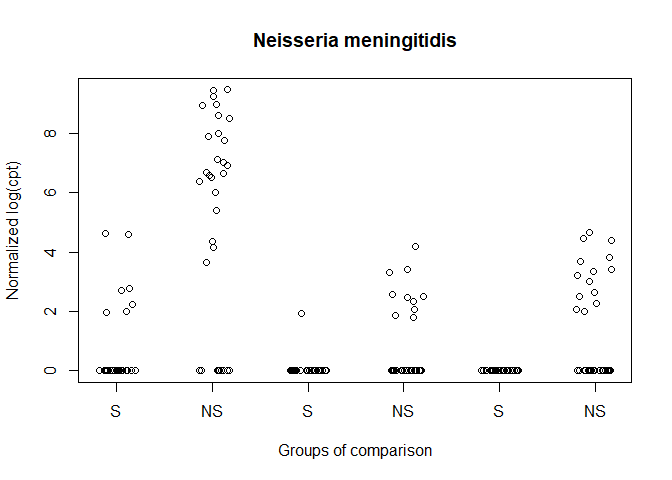 Neisseria meningitidis
Normalized log(cpt)
8
6
4
2
0
S NS S NS S NS
Groups of comparison